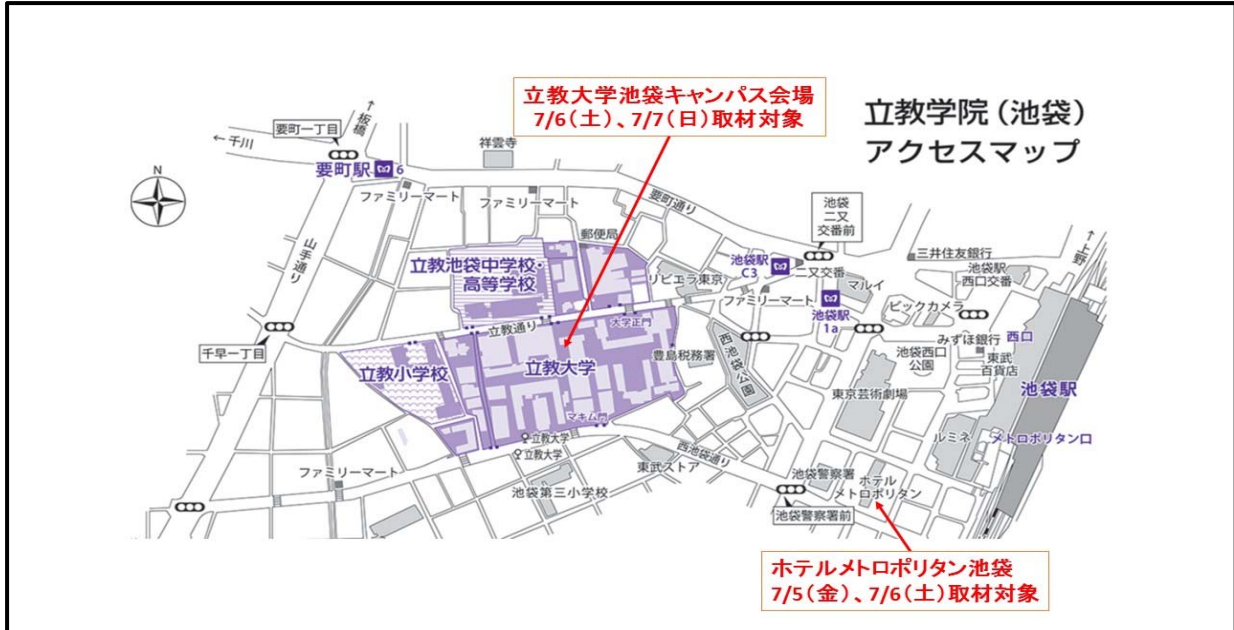 立教大学池袋キャンパス会場
7/6(土)、7/7(日)取材対象
立教学院(池袋)
アクセスマップ
要町一丁目
↑板橋
←千川
要町駅
6
祥雲寺
N
ファミリーマート
ファミリーマート
要町通り
池袋
二又
交番前
郵便局
三井住友銀行
↑上野
山手通り
立教池袋中学校・
高等学校
リビエラ東京
池袋駅
C3
二又交番
マルイ
池袋駅
西口交番
ファミリーマート
池袋駅
1a
ビックカメラ
立教通り
大学正門
みずほ銀行
西口
千早一丁目
立教小学校
立教大学
豊島税務署
西池袋公園
池袋西口
公園
東武
百貨店
東京芸術劇場
池袋駅
マキム門
立教大学
立教大学
西池袋通り
ルミネ
メトロポリタン口
ファミリーマート
東武ストア
池袋警察署
ホテル
メトロポリタン
池袋第三小学校
池袋警察署前
ホテルメトロポリタン池袋
7/5(金)、7/6(土)取材対象